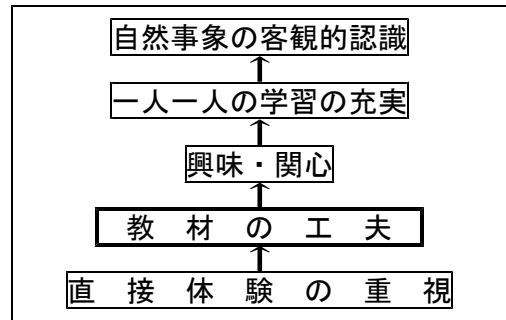 自然事象の客観的認識
一人一人の学習の充実
興味・関心
教材の工夫
直接体験の重視